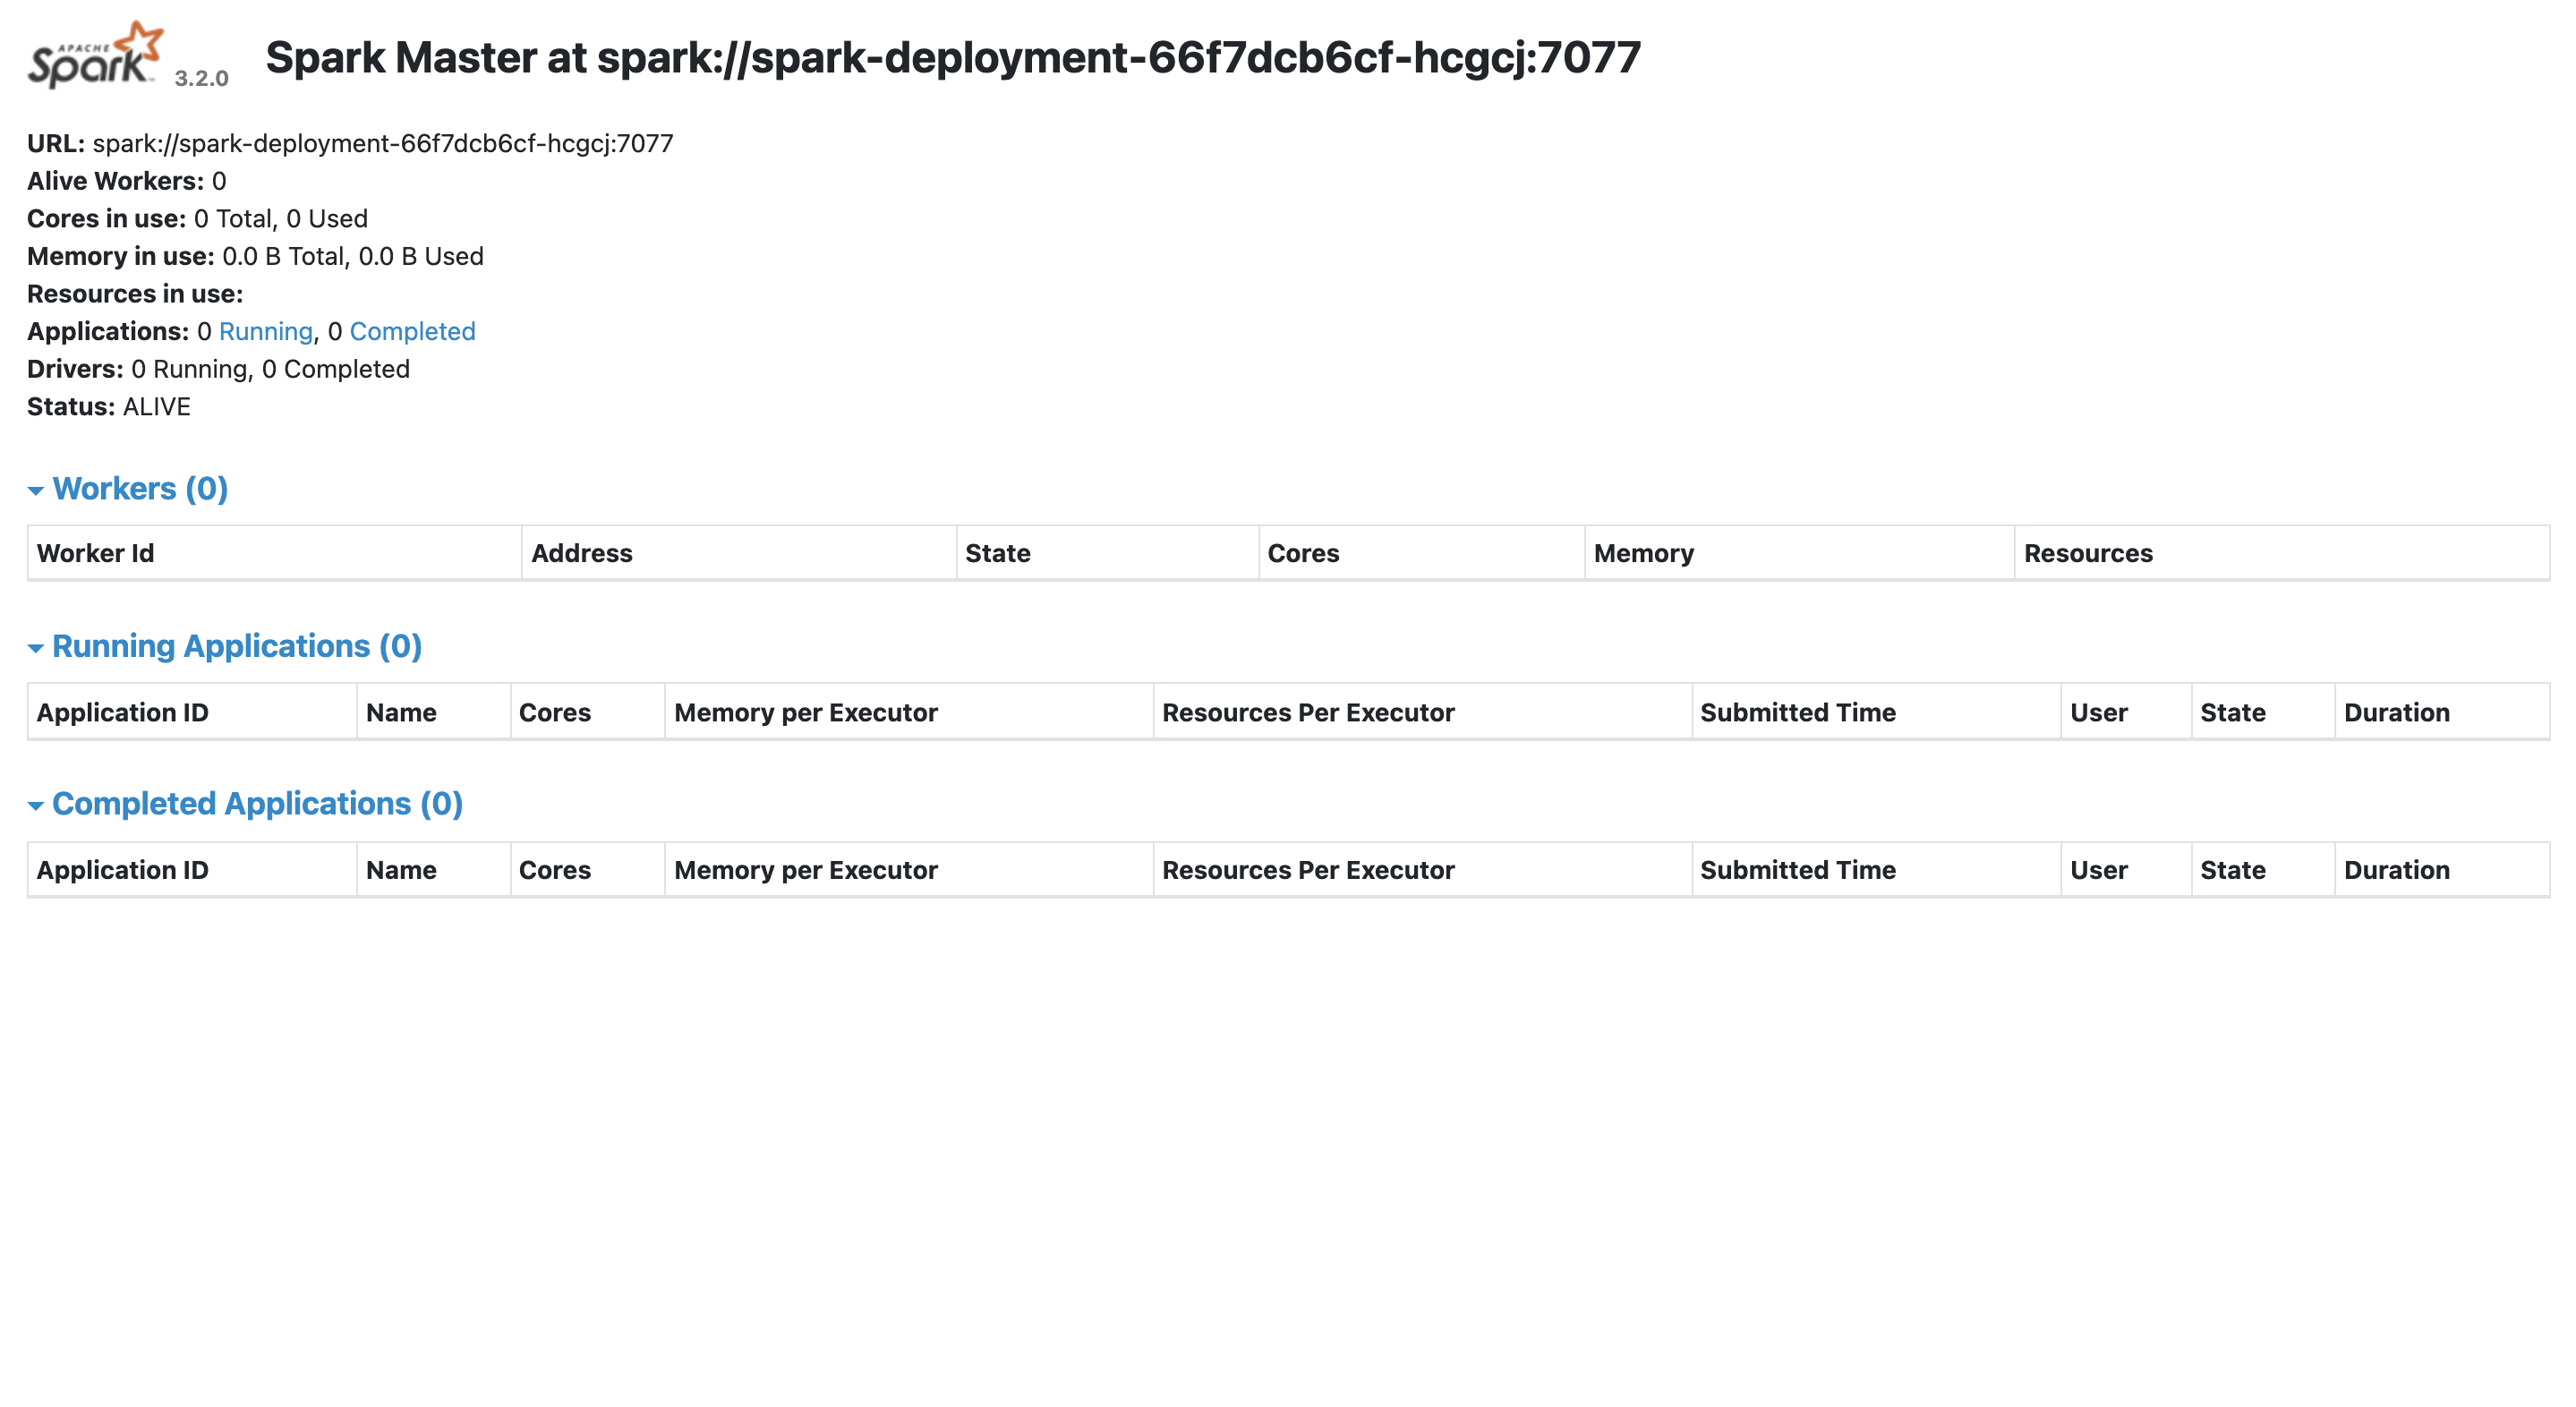 APACHE
Spark™ 3.2.0 Spark Master at spark://spark-deployment-66f7dcb6cf-hcgcj:7077
URL: spark://spark-deployment-66f7dcb6cf-hcgcj:7077
Alive Workers: 0
Cores in use: 0 Total, 0 Used
Memory in use: 0.0 B Total, 0.0 B Used
Resources in use:
Applications: 0 Running, 0 Completed
Drivers: 0 Running, 0 Completed
Status: ALIVE
Workers (0)
Worker Id Address State Cores Memory Resources
Running Applications (0)
Application ID Name Cores Memory per Executor Resources Per Executor Submitted Time User State Duration
Completed Applications (0)
Application ID Name Cores Memory per Executor Resources Per Executor Submitted Time User State Duration